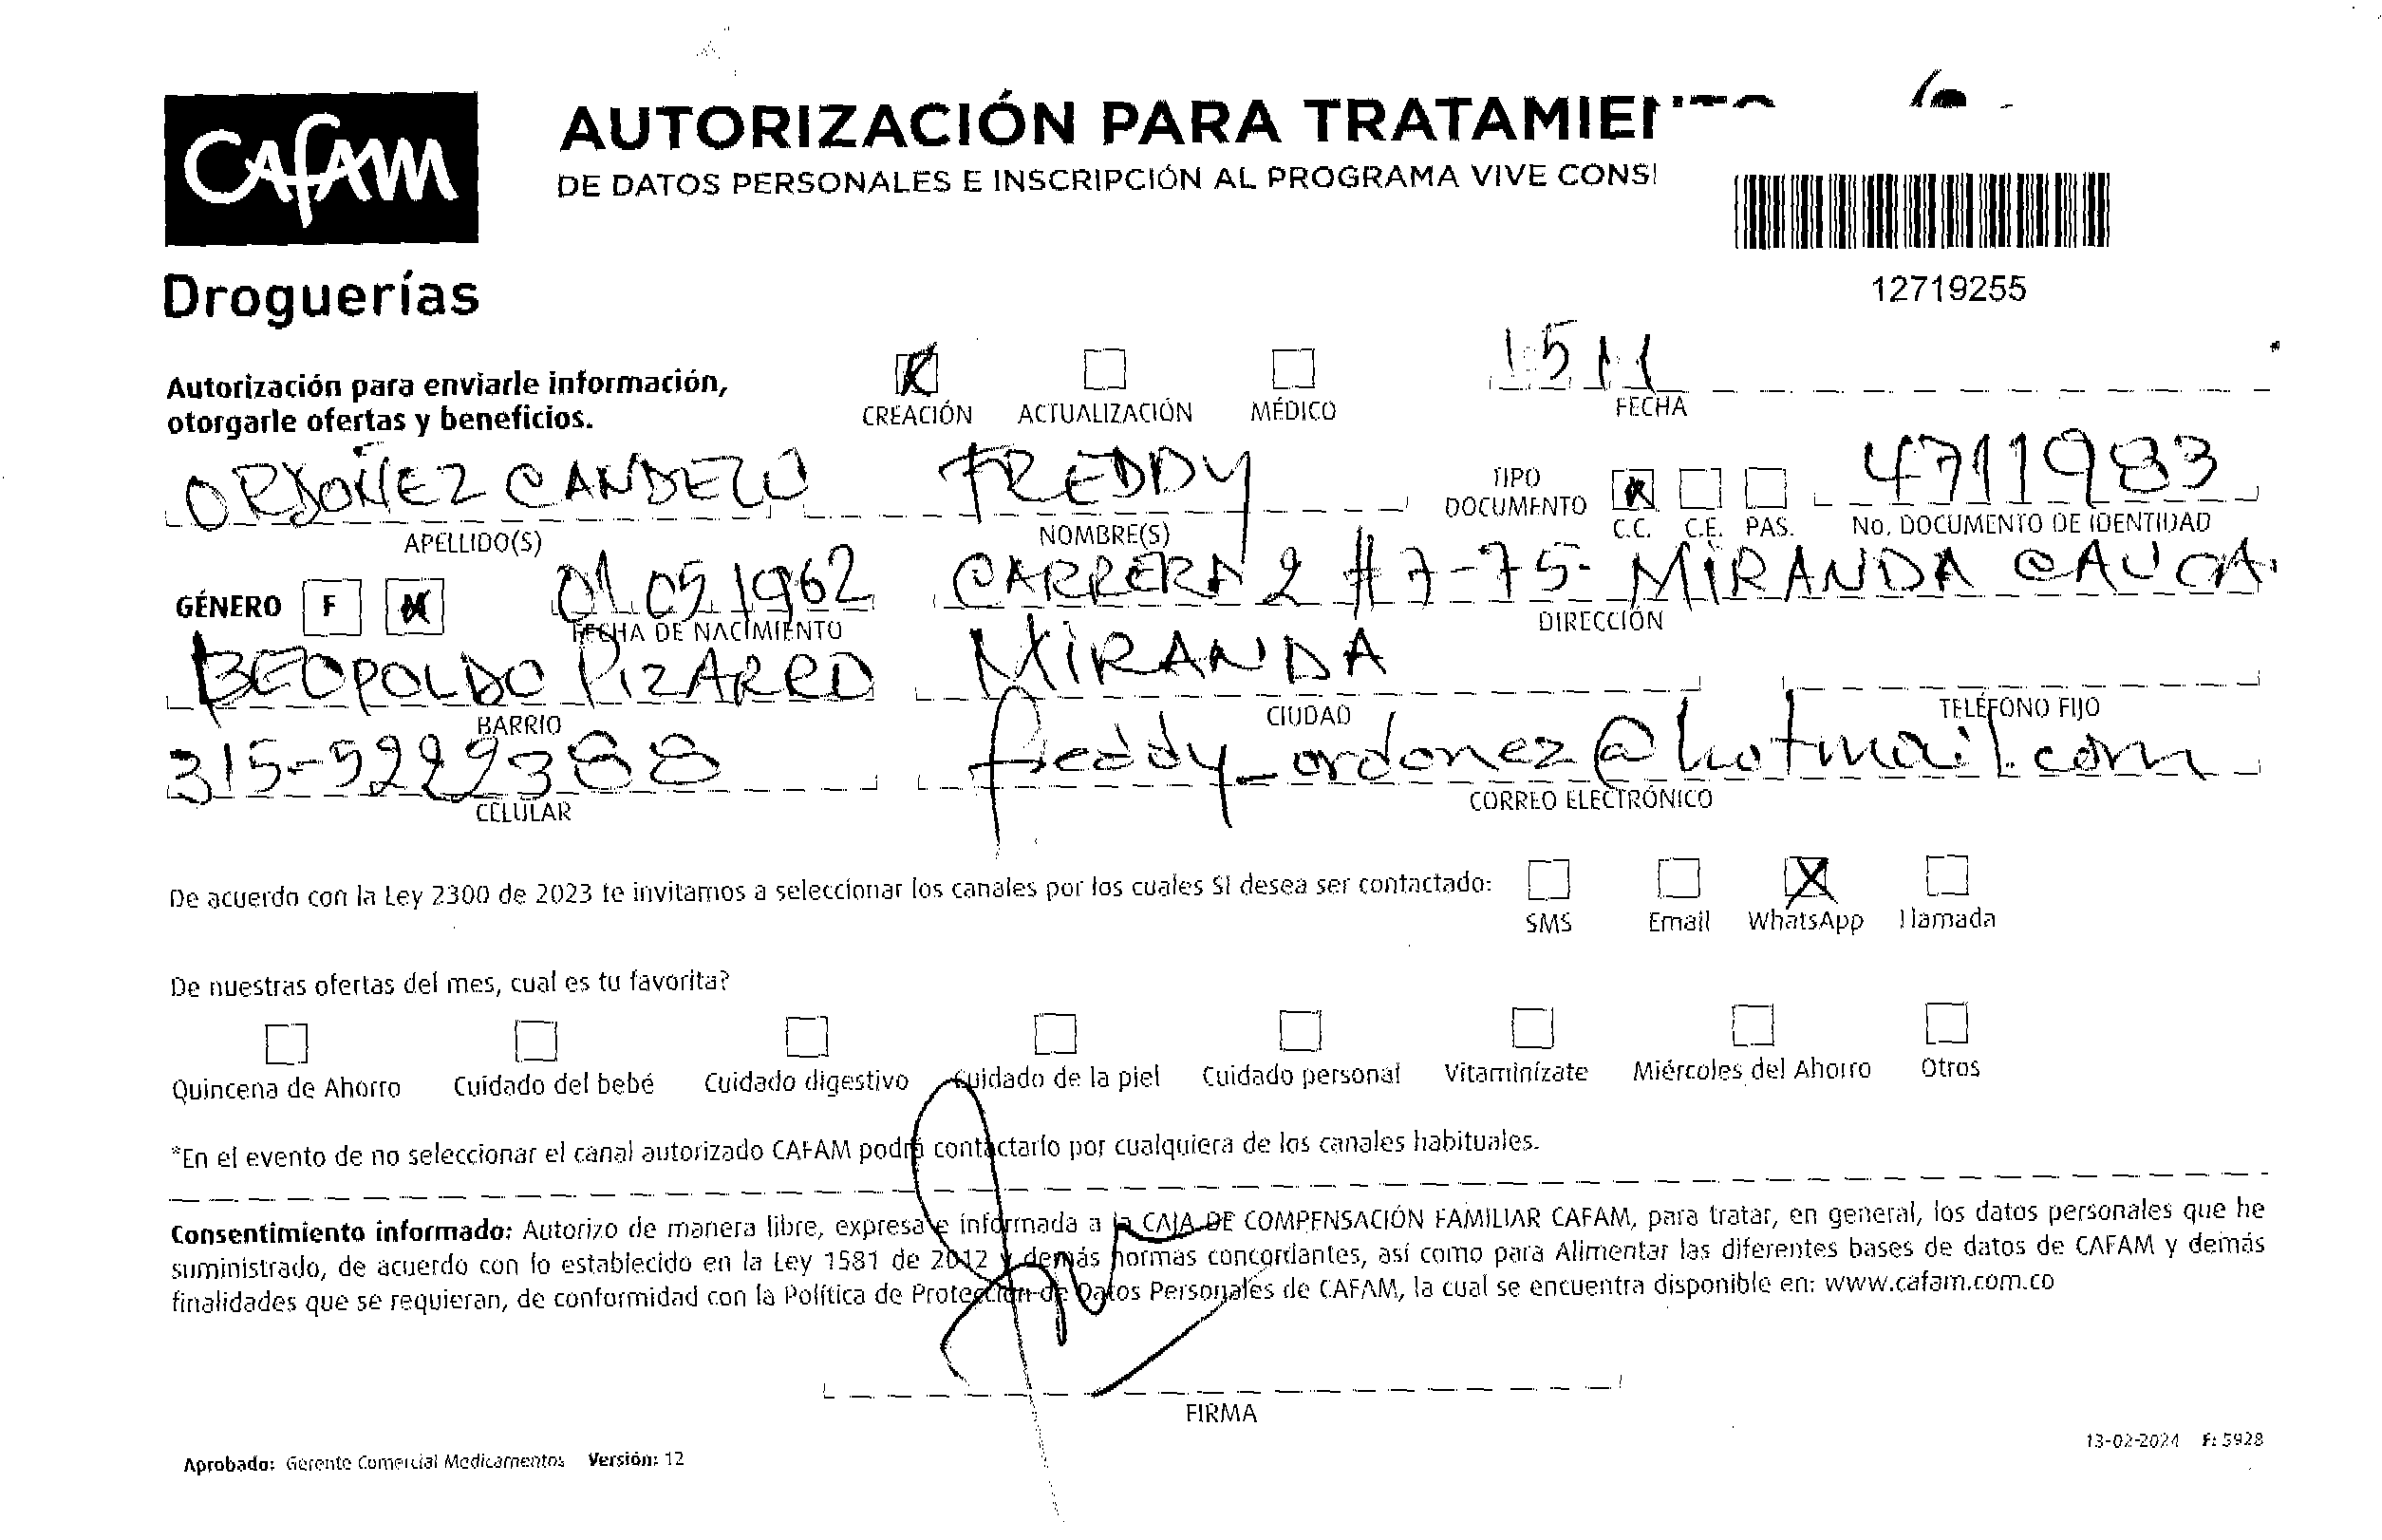 CAFAM
Droguerías
AUTORIZACIÓN PARA
DE DATOS PERSONALES E INSCRIPCIÓN AL PROGRAMA VIVE
12719255
Autorización para enviarle información,
otorgarle ofertas y beneficios.
CREACIÓN ACTUALIZACIÓN MÉDICO
1511
FECHA
ORDOÑEZ CANDELO FREDDY
TIPO
DOCUMENTO
C.C. C.E. PAS.
4711983
APELLIDO(S) NOMBRE(S) No. DOCUMENTO DE IDENTIDAD
GÉNERO F M 01 05 1962 CARRERA 2 #7-75- MIRANDA CAUCA.
FECHA DE NACIMIENTO DIRECCIÓN
PIZARRO MIRANDA
BARRIO CIUDAD TELÉFONO FIJO
315-5222388 freddy_ordonez@hotmail.com
CELULAR CORREO ELECTRÓNICO
De acuerdo con la Ley 2300 de 2023 te invitamos a seleccionar los canales por los cuales SI desea ser contactado:
SMS Email WhatsApp Llamada
De nuestras ofertas del mes, cual es tu favorita?
Quincena de Ahorro Cuidado del bebé Cuidado digestivo Cuidado de la piel Cuidado personal Vitamínízate Miércoles del Ahorro Otros
*En el evento de no seleccionar el canal autorizado CAFAM podrá contactarlo por cualquiera de los canales habituales.
Consentimiento informado: Autorizo de manera libre, expresa e informada a la CAJA DE COMPENSACIÓN FAMILIAR CAFAM, para tratar, en general, los datos personales que he
suministrado, de acuerdo con lo establecido en la Ley 1581 de 2012 y demás normas concordantes, así como para Alimentar las diferentes bases de datos de CAFAM y demás
finalidades que se requieran, de conformidad con la Política de Protección de Datos Personales de CAFAM, la cual se encuentra disponible en: www.cafam.com.co
FIRMA
Aprobado: Gerente Comercial Medicamentos Versión: 12
13-02-2024 F: 5928